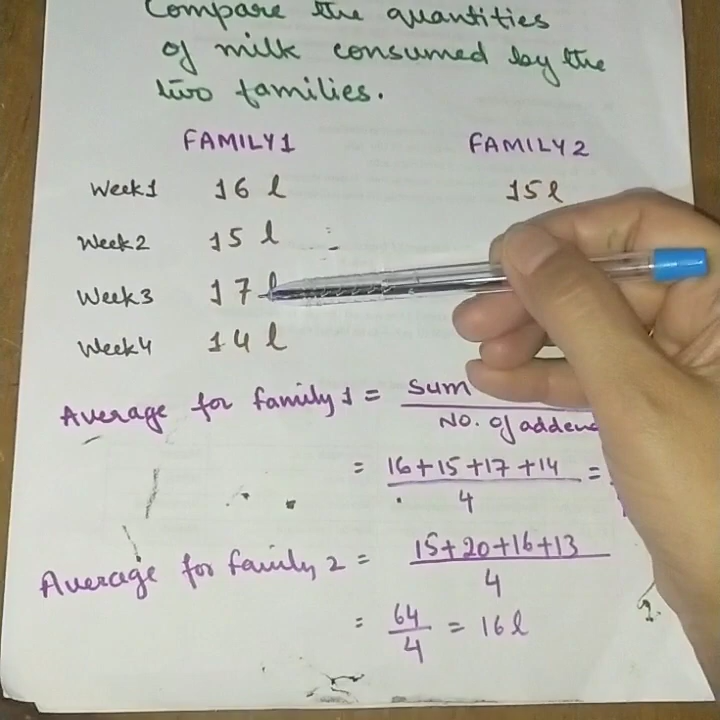 Compare the quantities
of milk consumed by the
two families.
FAMILY1 FAMILY2
Week1 16 l 15 l
Week2 15 l
Week3 17 l
Week4 14 l
Average for family 1 = Sum
No. of addend
= 16+15+17+14 =
4
Average for family 2 = 15+20+16+13
4
= 64 = 16 l
4